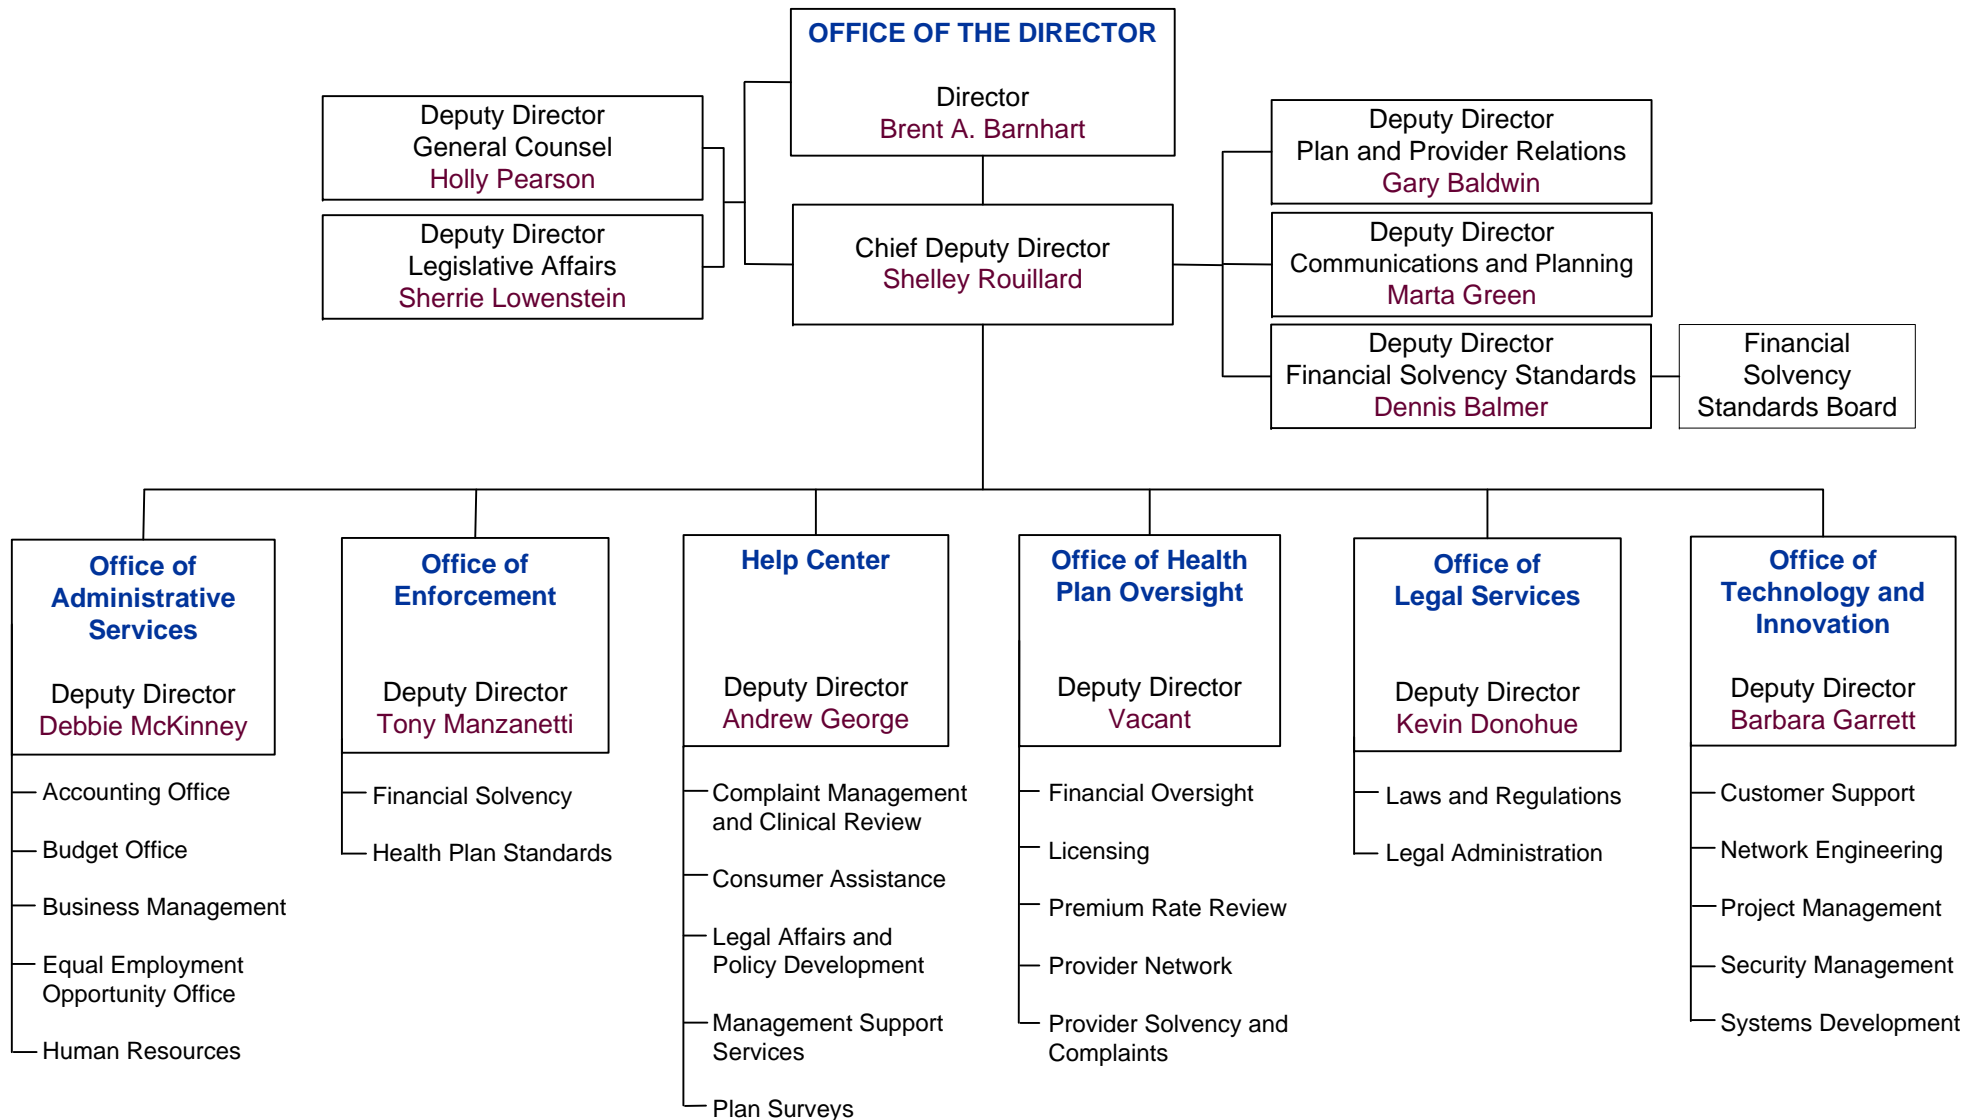 OFFICE OF THE DIRECTOR
Director
Brent A. Barnhart
Deputy Director
General Counsel
Holly Pearson
Deputy Director
Legislative Affairs
Sherrie Lowenstein
Chief Deputy Director
Shelley Rouillard
Deputy Director
Plan and Provider Relations
Gary Baldwin
Deputy Director
Communications and Planning
Marta Green
Deputy Director
Financial Solvency Standards
Dennis Balmer
Financial
Solvency
Standards Board
Office of
Administrative
Services
Deputy Director
Debbie McKinney
Accounting Office
Budget Office
Business Management
Equal Employment
Opportunity Office
Human Resources
Office of
Enforcement
Deputy Director
Tony Manzanetti
Financial Solvency
Health Plan Standards
Help Center
Deputy Director
Andrew George
Complaint Management
and Clinical Review
Consumer Assistance
Legal Affairs and
Policy Development
Management Support
Services
Plan Surveys
Office of Health
Plan Oversight
Deputy Director
Vacant
Financial Oversight
Licensing
Premium Rate Review
Provider Network
Provider Solvency and
Complaints
Office of
Legal Services
Deputy Director
Kevin Donohue
Laws and Regulations
Legal Administration
Office of
Technology and
Innovation
Deputy Director
Barbara Garrett
Customer Support
Network Engineering
Project Management
Security Management
Systems Development